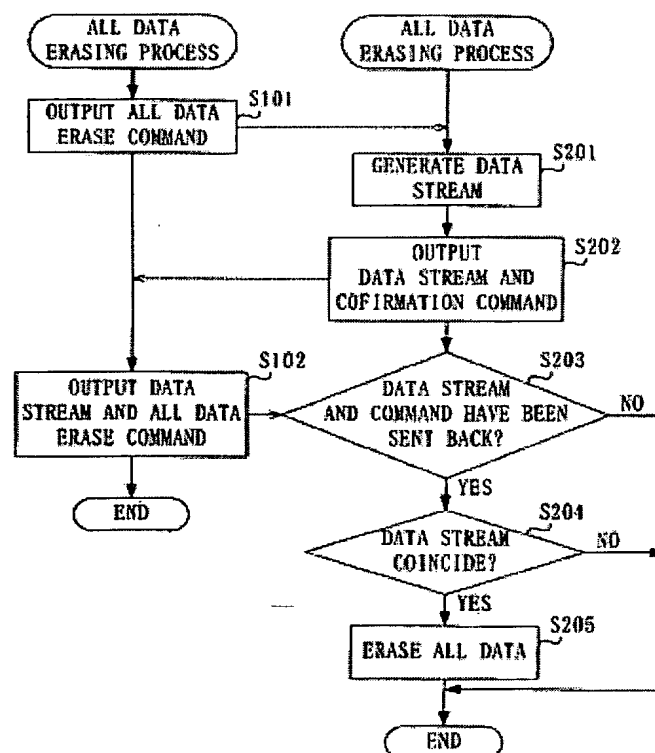 ALL DATA
ERASING PROCESS
ALL DATA
ERASING PROCESS
S101
OUTPUT ALL DATA
ERASE COMMAND
S201
GENERATE DATA
STREAM
S202
OUTPUT
DATA STREAM AND
COFIRMATION COMMAND
S102
OUTPUT DATA
STREAM AND ALL DATA
ERASE COMMAND
S203
DATA STREAM
AND COMMAND HAVE BEEN
SENT BACK?
NO
YES
END
S204
DATA STREAM
COINCIDE?
NO
YES
S205
ERASE ALL DATA
END